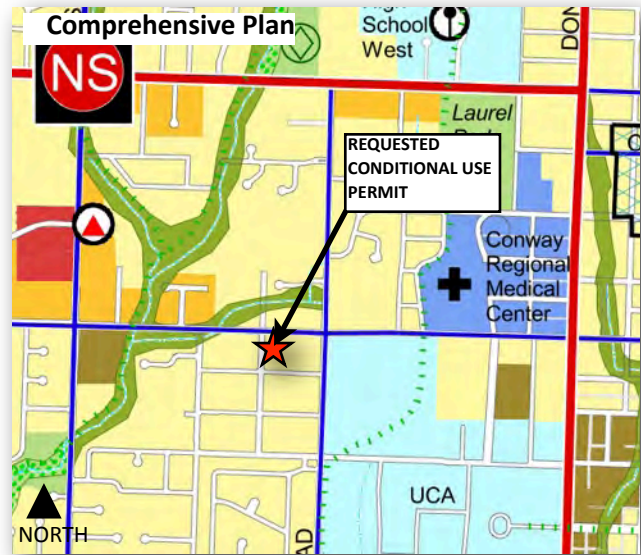 Comprehensive Plan
School
West
NS
DON
Laurel
REQUESTED
CONDITIONAL USE
PERMIT
Conway
Regional
Medical
Center
UCA
NORTH
AD